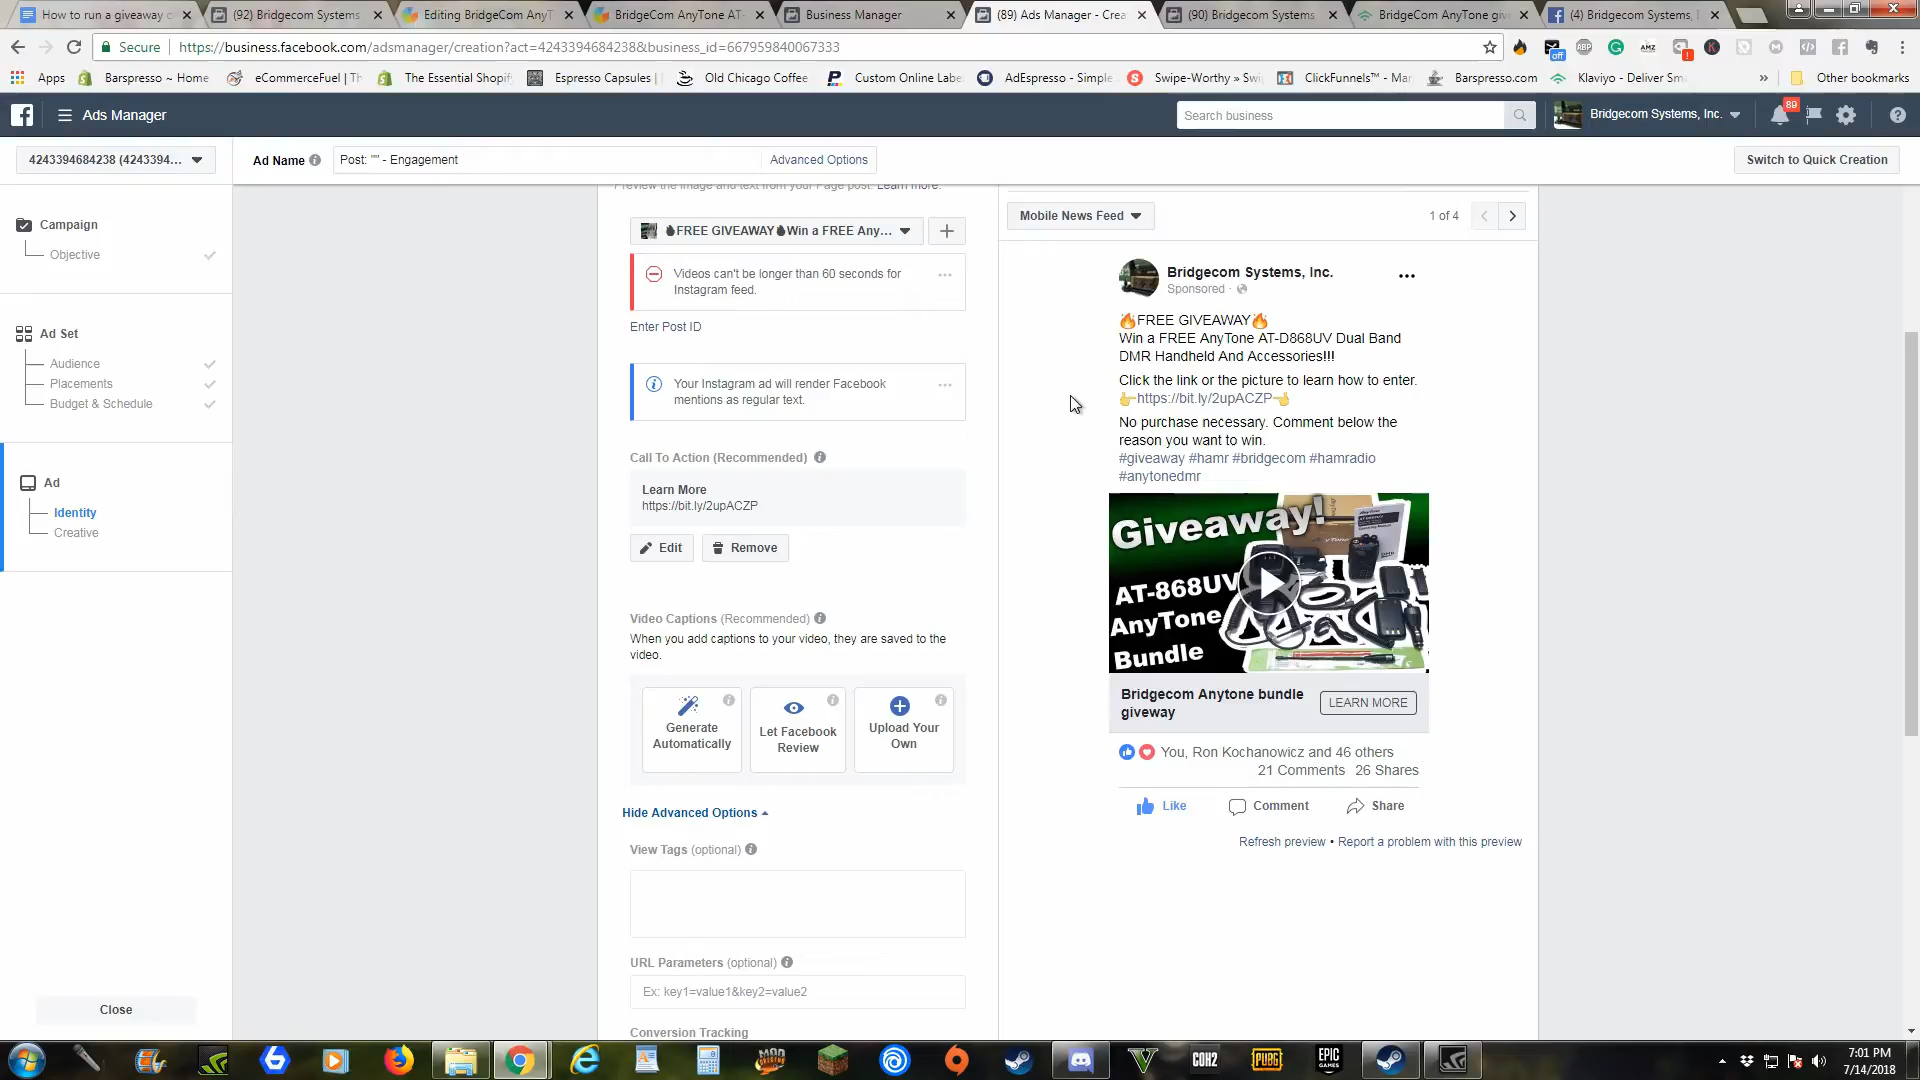 How to run a giveaway c
(92) Bridgecom Systems
Editing BridgeCom AnyT
BridgeCom AnyTone AT-
Business Manager
(89) Ads Manager - Crea
(90) Bridgecom Systems
BridgeCom AnyTone giv
(4) Bridgecom Systems,
Secure
https://business.facebook.com/adsmanager/creation?act=4243394684238&business_id=667959840067333
Apps
Barspresso ~ Home
eCommerceFuel | Th
The Essential Shopif
Espresso Capsules |
Old Chicago Coffee
Custom Online Labe
AdEspresso - Simple
Swipe-Worthy » Swi
ClickFunnels™ - Mar
Barspresso.com
Klaviyo - Deliver Sm
»
Other bookmarks
Ads Manager
Search business
Bridgecom Systems, Inc.
89
4243394684238 (4243394...
Ad Name
Post: "" - Engagement
Advanced Options
Switch to Quick Creation
Campaign
Objective
Ad Set
Audience
Placements
Budget & Schedule
Ad
Identity
Creative
Close
Preview the image and text from your Page post. Learn more.
🔥FREE GIVEAWAY🔥Win a FREE Any...
Videos can't be longer than 60 seconds for
Instagram feed.
Enter Post ID
Your Instagram ad will render Facebook
mentions as regular text.
Call To Action (Recommended)
Learn More
https://bit.ly/2upACZP
Edit
Remove
Video Captions (Recommended)
When you add captions to your video, they are saved to the
video.
Generate
Automatically
Let Facebook
Review
Upload Your
Own
Hide Advanced Options
View Tags (optional)
URL Parameters (optional)
Ex: key1=value1&key2=value2
Conversion Tracking
Mobile News Feed
1 of 4
Bridgecom Systems, Inc.
Sponsored ·
🔥FREE GIVEAWAY🔥
Win a FREE AnyTone AT-D868UV Dual Band
DMR Handheld And Accessories!!!
Click the link or the picture to learn how to enter.
👉https://bit.ly/2upACZP👈
No purchase necessary. Comment below the
reason you want to win.
#giveaway #hamr #bridgecom #hamradio
#anytonedmr
Giveaway!
AT-868UV
AnyTone
Bundle
Bridgecom Anytone bundle
giveway
LEARN MORE
You, Ron Kochanowicz and 46 others
21 Comments 26 Shares
Like
Comment
Share
Refresh preview • Report a problem with this preview
7:01 PM
7/14/2018